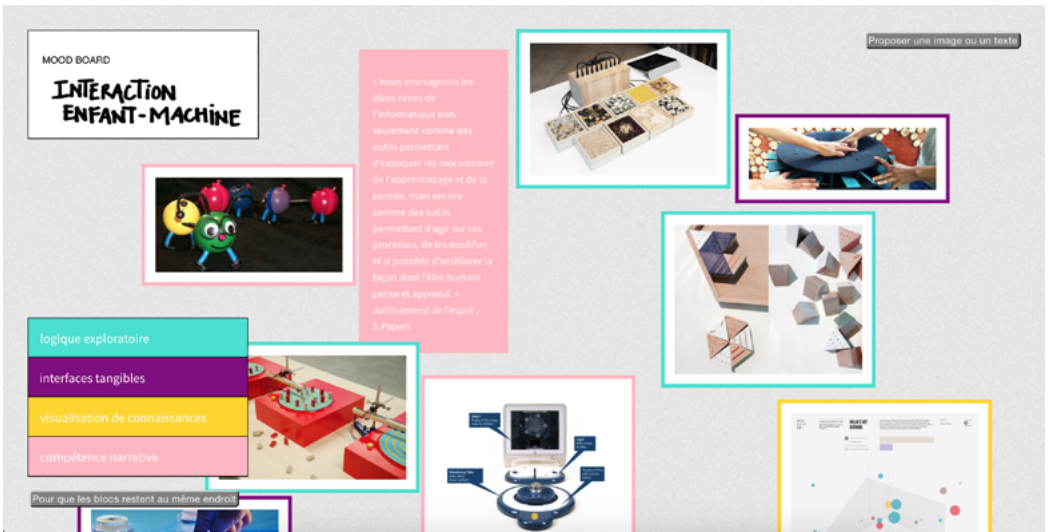 MOOD BOARD
INTERACTION
ENFANT-MACHINE
Proposer une image ou un texte
« Nous envisageons les
idées tirées de
l'informatique non
seulement comme des
outils permettant
d'expliquer les mécanismes
de l'apprentissage et de la
pensée, mais encore
comme des outils
permettant d'agir sur ces
processus, de les modifier,
et si possible d'améliorer la
façon dont l'être humain
pense et apprend. »
Jaillissement de l'esprit ,
S.Papert
logique exploratoire
interfaces tangibles
visualisation de connaissances
compétence narrative
Pour que les blocs restent au même endroit